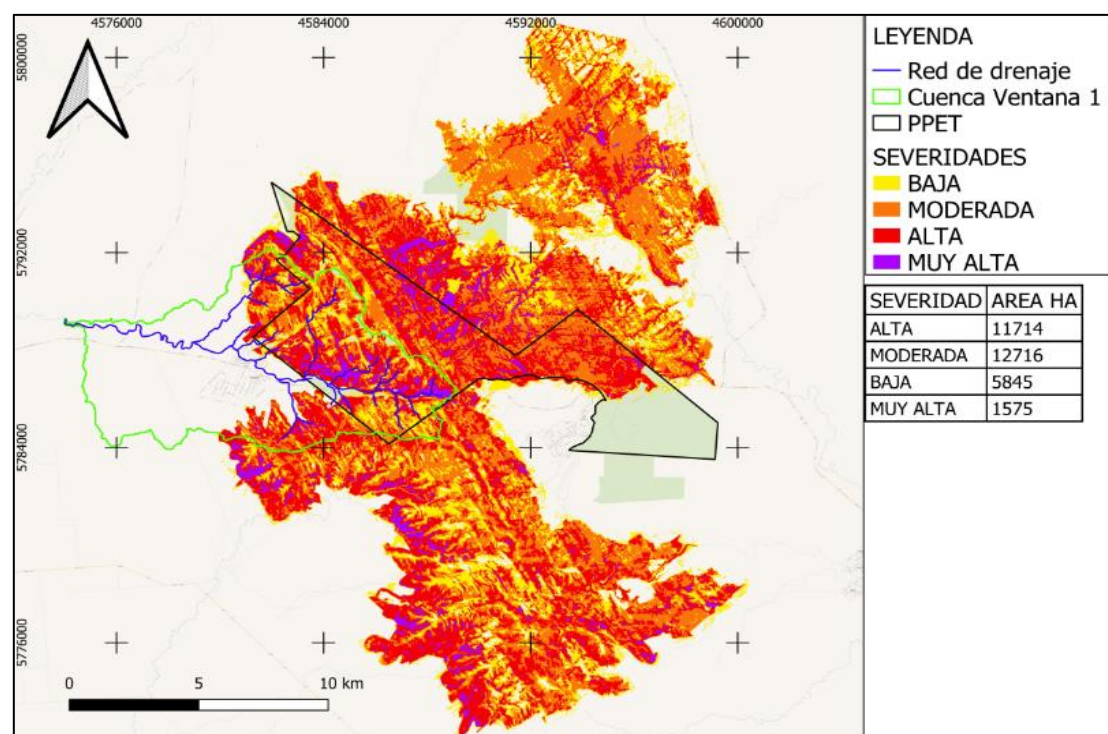 4576000 4584000 4592000 4600000
5800000
5792000
5784000
5776000
0 5 10 km
LEYENDA
Red de drenaje
Cuenca Ventana 1
PPET
SEVERIDADES
BAJA
MODERADA
ALTA
MUY ALTA
SEVERIDAD AREA HA
ALTA 11714
MODERADA 12716
BAJA 5845
MUY ALTA 1575